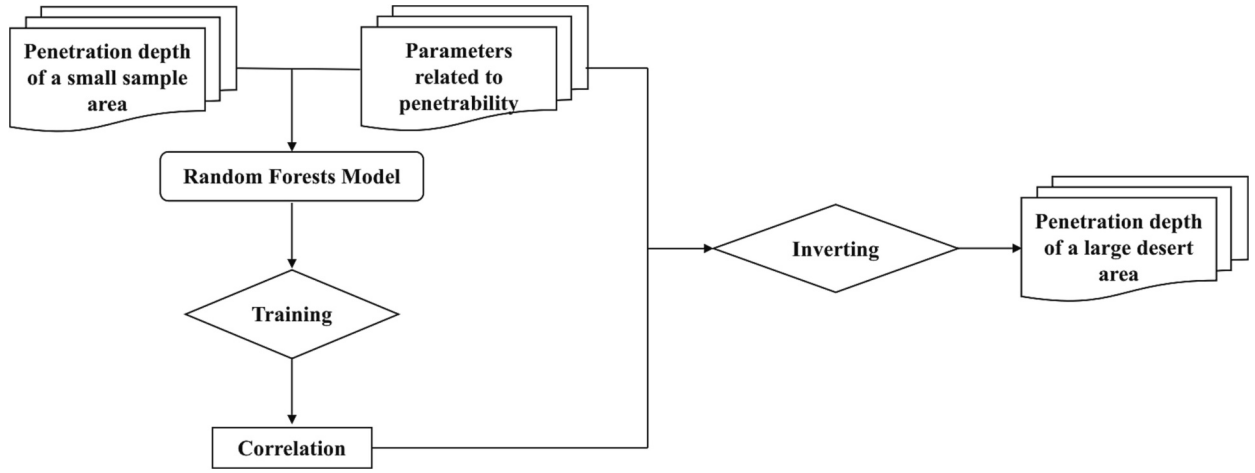 Penetration depth
of a small sample
area
Parameters
related to
penetrability
Random Forests Model
Training
Correlation
Inverting
Penetration depth
of a large desert
area